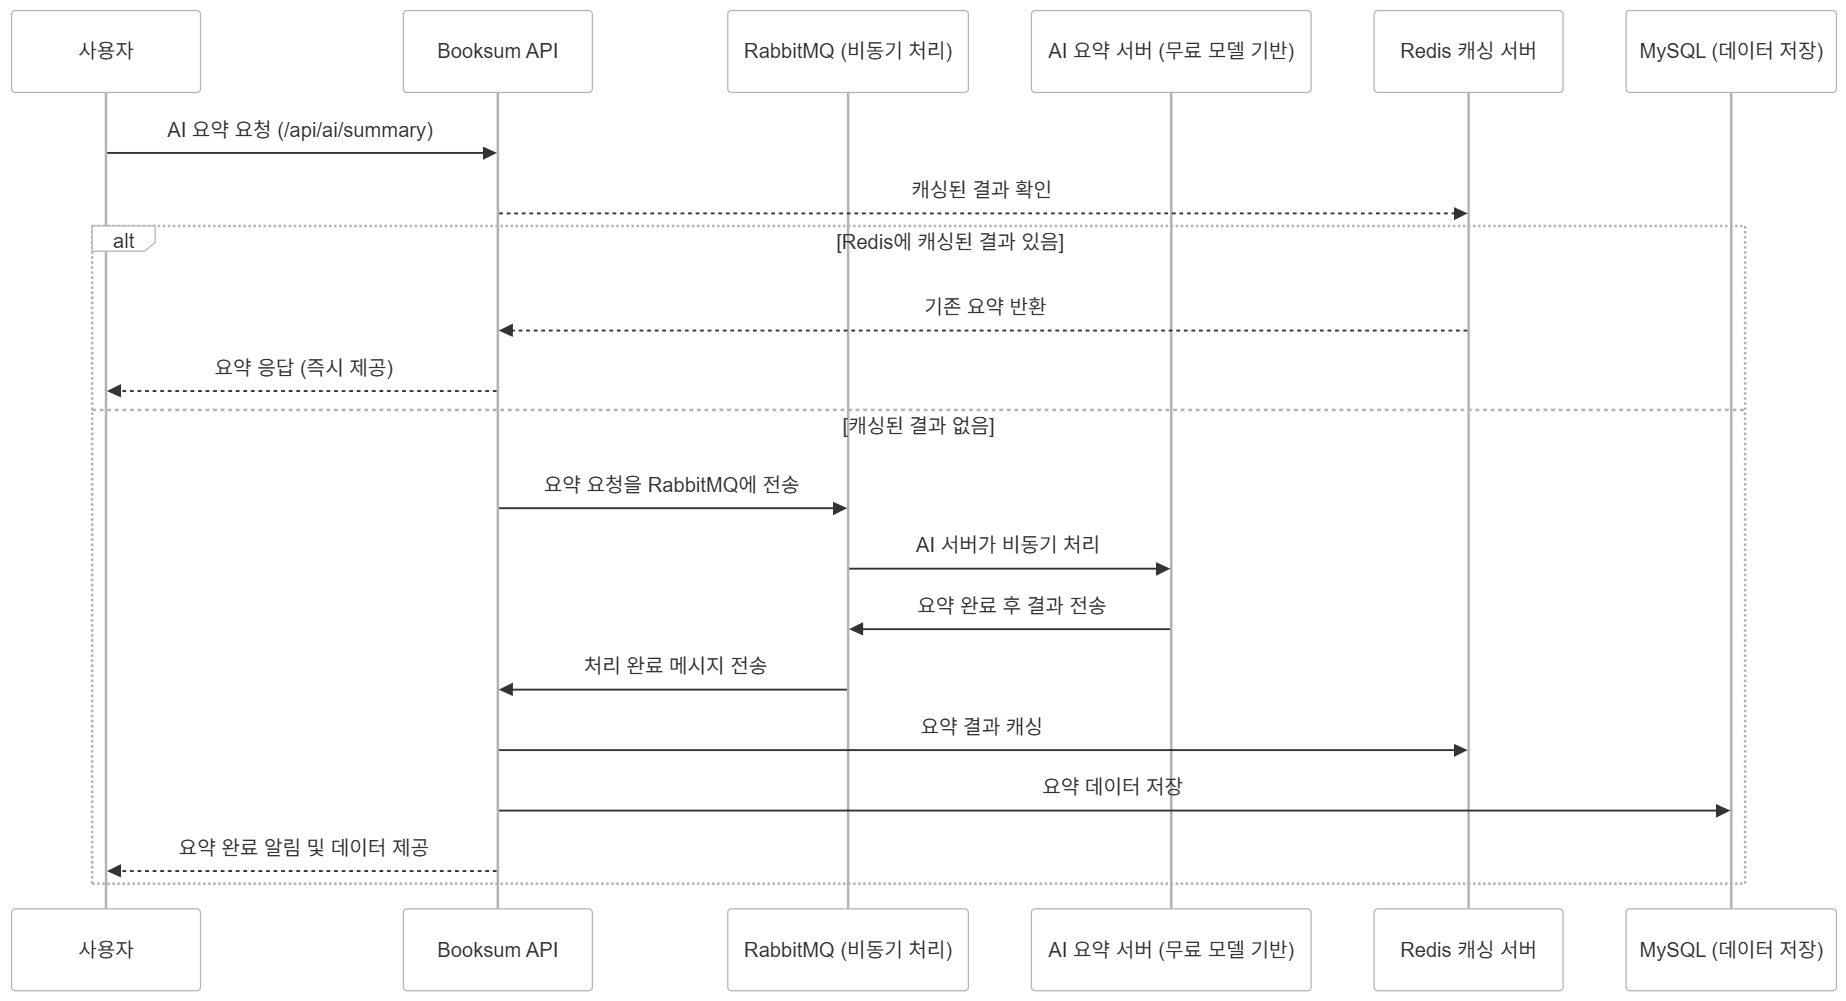 사용자
Booksum API
RabbitMQ (비동기 처리)
AI 요약 서버 (무료 모델 기반)
Redis 캐싱 서버
MySQL (데이터 저장)
AI 요약 요청 (/api/ai/summary)
캐싱된 결과 확인
alt
[Redis에 캐싱된 결과 있음]
기존 요약 반환
요약 응답 (즉시 제공)
[캐싱된 결과 없음]
요약 요청을 RabbitMQ에 전송
AI 서버가 비동기 처리
요약 완료 후 결과 전송
처리 완료 메시지 전송
요약 결과 캐싱
요약 데이터 저장
요약 완료 알림 및 데이터 제공
사용자
Booksum API
RabbitMQ (비동기 처리)
AI 요약 서버 (무료 모델 기반)
Redis 캐싱 서버
MySQL (데이터 저장)